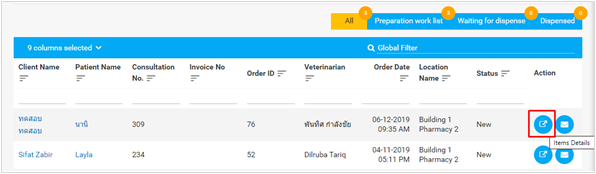 5 3 2 0
All Preparation work list Waiting for dispense Dispensed
9 columns selected Global Filter
Client Name Patient Name Consultation No. Invoice No Order ID Veterinarian Order Date Location Name Status Action
ทดสอบ ทดสอบ นานิ 309 76 พันทิศ กำลังชัย 06-12-2019 09:35 AM Building 1 Pharmacy 2 New
Items Details
Sifat Zabir Layla 234 52 Dilruba Tariq 04-11-2019 05:11 PM Building 1 Pharmacy 2 New